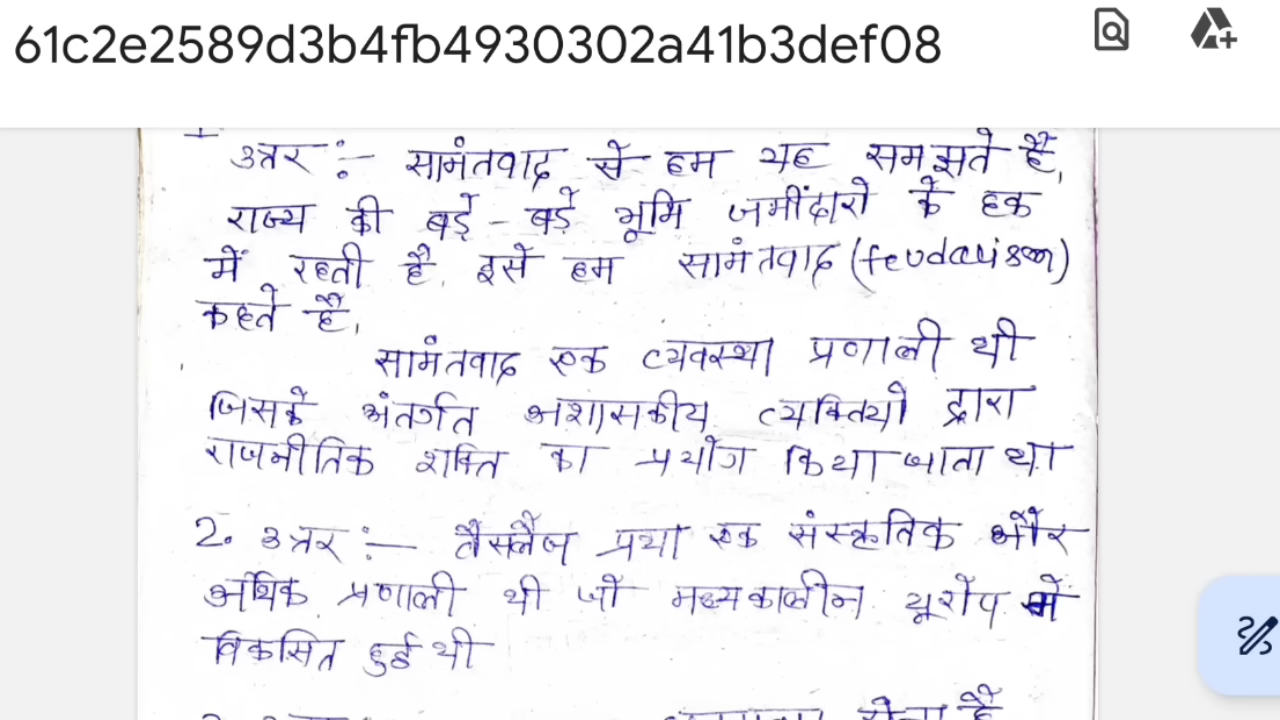 61c2e2589d3b4fb4930302a41b3def08
1
उत्तर :- सामंतवाद से हम यह समझते है,
राज्य की बड़े - बड़े भूमि जमींदारो के हक
में रहती है, इसे हम सामंतवाद (feudalism)
कहते है,
सामंतवाद एक व्यवस्था प्रणाली थी
जिसके अंतर्गत अशासकीय व्यक्तियो द्वारा
राजनीतिक शक्ति का प्रयोग किया जाता था
2. उत्तर :- वैसलैज प्रथा एक संस्कृतिक और
अर्थिक प्रणाली थी जो मध्यकालीन यूरोप में
विकसित हुई थी
होता है